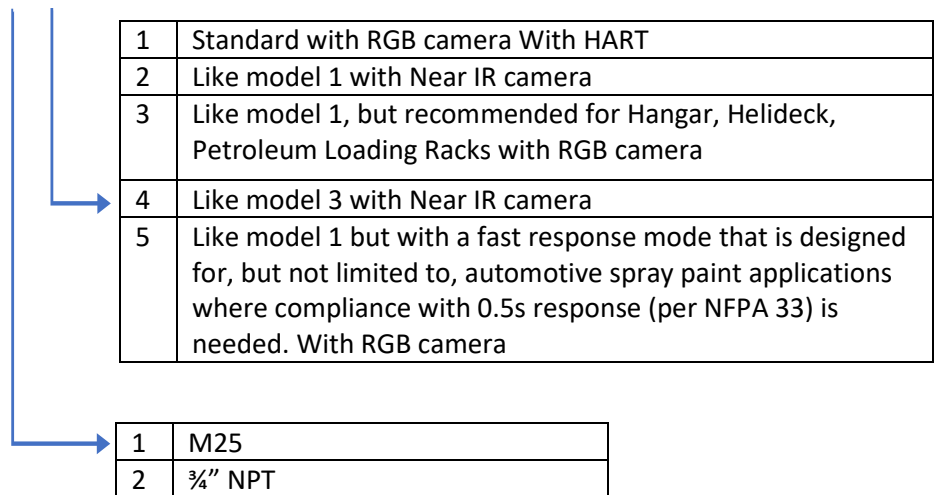 1 Standard with RGB camera With HART
2 Like model 1 with Near IR camera
3 Like model 1, but recommended for Hangar, Helideck,
Petroleum Loading Racks with RGB camera
4 Like model 3 with Near IR camera
5 Like model 1 but with a fast response mode that is designed
for, but not limited to, automotive spray paint applications
where compliance with 0.5s response (per NFPA 33) is
needed. With RGB camera
1 M25
2 ¾” NPT